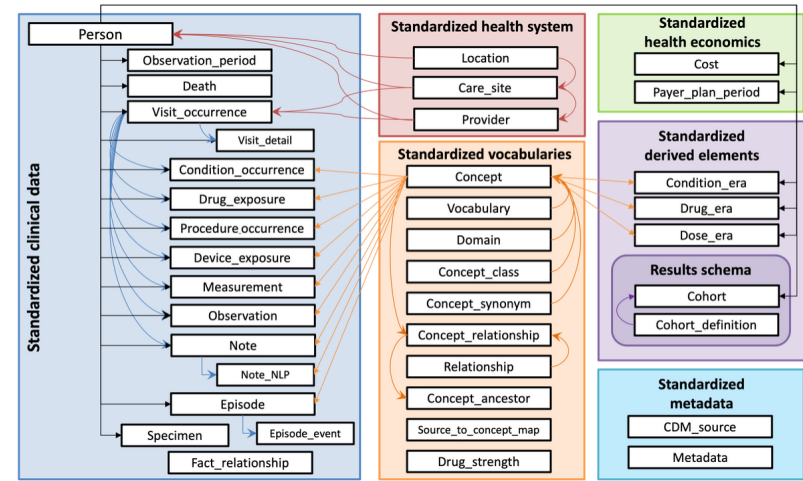 Standardized clinical data
Person
Observation_period
Death
Visit_occurrence
Visit_detail
Condition_occurrence
Drug_exposure
Procedure_occurrence
Device_exposure
Measurement
Observation
Note
Note_NLP
Episode
Specimen
Episode_event
Fact_relationship
Standardized health system
Location
Care_site
Provider
Standardized vocabularies
Concept
Vocabulary
Domain
Concept_class
Concept_synonym
Concept_relationship
Relationship
Concept_ancestor
Source_to_concept_map
Drug_strength
Standardized
health economics
Cost
Payer_plan_period
Standardized
derived elements
Condition_era
Drug_era
Dose_era
Results schema
Cohort
Cohort_definition
Standardized
metadata
CDM_source
Metadata